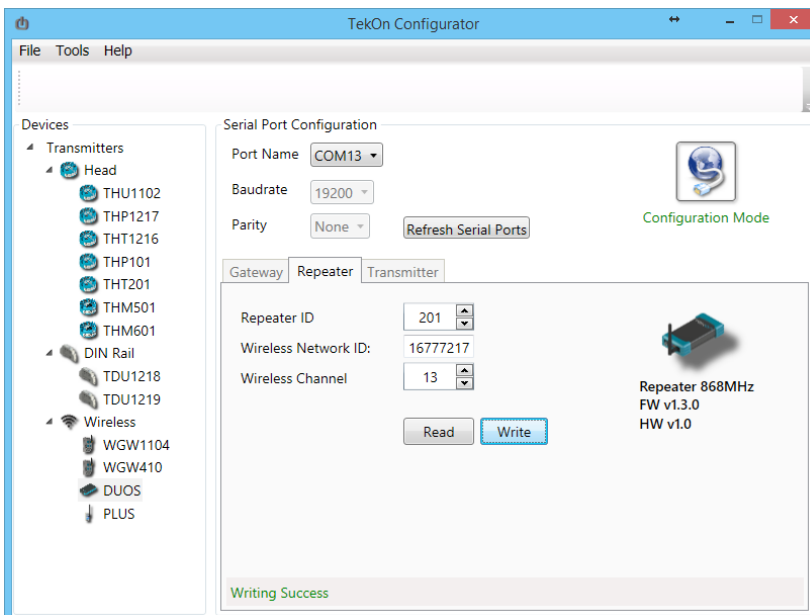 TekOn Configurator
File Tools Help
Devices
Transmitters
Head
THU1102
THP1217
THT1216
THP101
THT201
THM501
THM601
DIN Rail
TDU1218
TDU1219
Wireless
WGW1104
WGW410
DUOS
PLUS
Serial Port Configuration
Port Name COM13
Baudrate 19200
Parity None Refresh Serial Ports
Configuration Mode
Gateway Repeater Transmitter
Repeater ID 201
Wireless Network ID: 16777217
Wireless Channel 13
Read Write
Repeater 868MHz
FW v1.3.0
HW v1.0
Writing Success